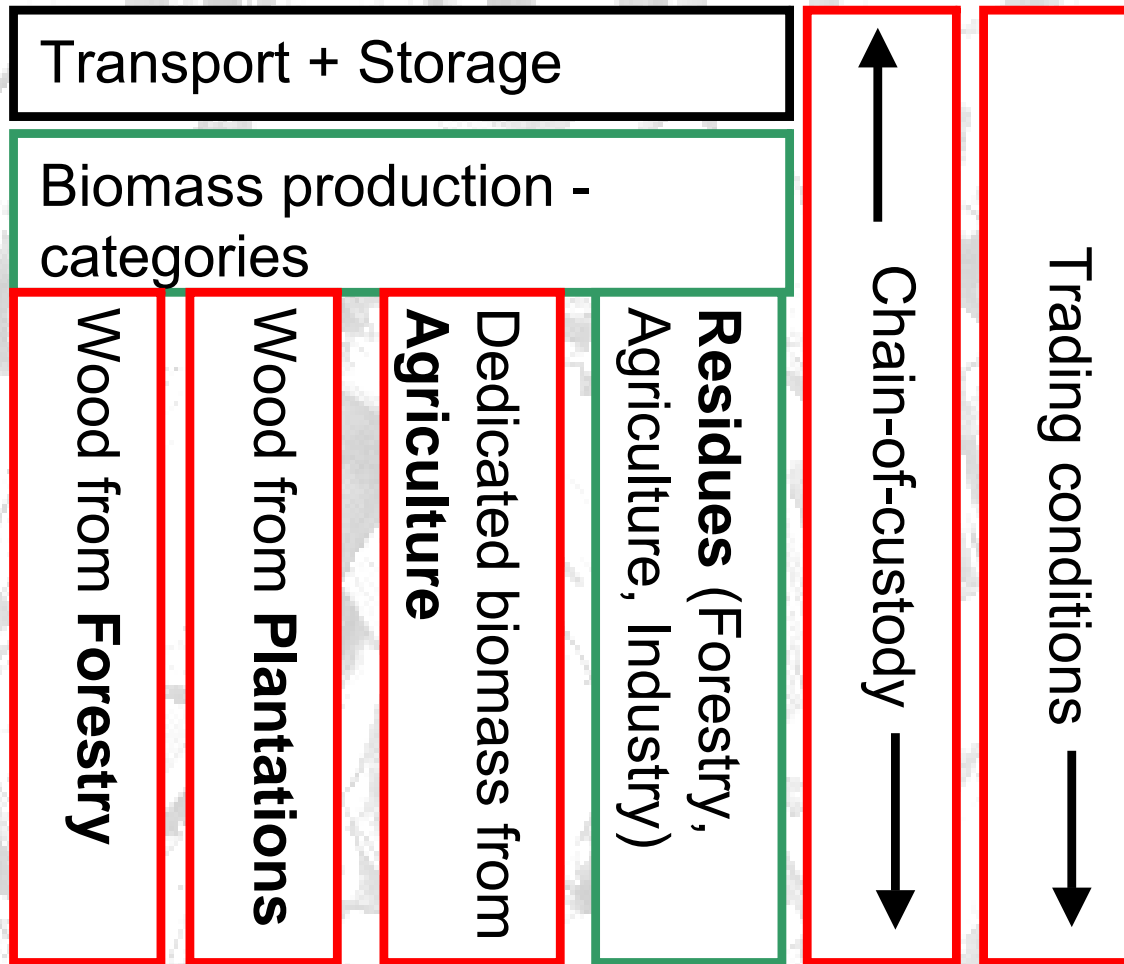 Transport + Storage
Biomass production -
categories
Wood from Forestry
Wood from Plantations
Dedicated biomass from
Agriculture
Residues (Forestry,
Agriculture, Industry)
Chain-of-custody
Trading conditions